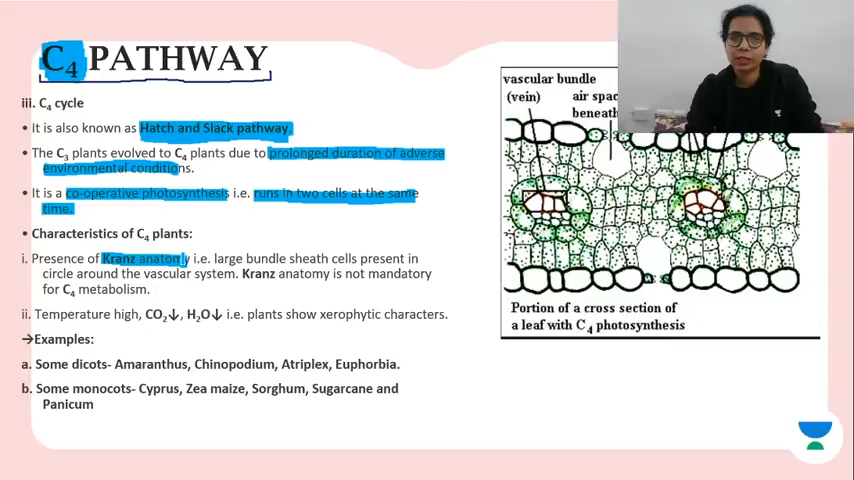 C₄ PATHWAY
iii. C₄ cycle
• It is also known as Hatch and Slack pathway.
• The C₃ plants evolved to C₄ plants due to prolonged duration of adverse
environmental conditions.
• It is a co-operative photosynthesis i.e. runs in two cells at the same
time.
• Characteristics of C₄ plants:
i. Presence of Kranz anatomy i.e. large bundle sheath cells present in
circle around the vascular system. Kranz anatomy is not mandatory
for C₄ metabolism.
ii. Temperature high, CO₂↓, H₂O↓ i.e. plants show xerophytic characters.
→Examples:
a. Some dicots- Amaranthus, Chinopodium, Atriplex, Euphorbia.
b. Some monocots- Cyprus, Zea maize, Sorghum, Sugarcane and
Panicum
vascular bundle
(vein)
air
beneath
Portion of a cross section of
a leaf with C₄ photosynthesis